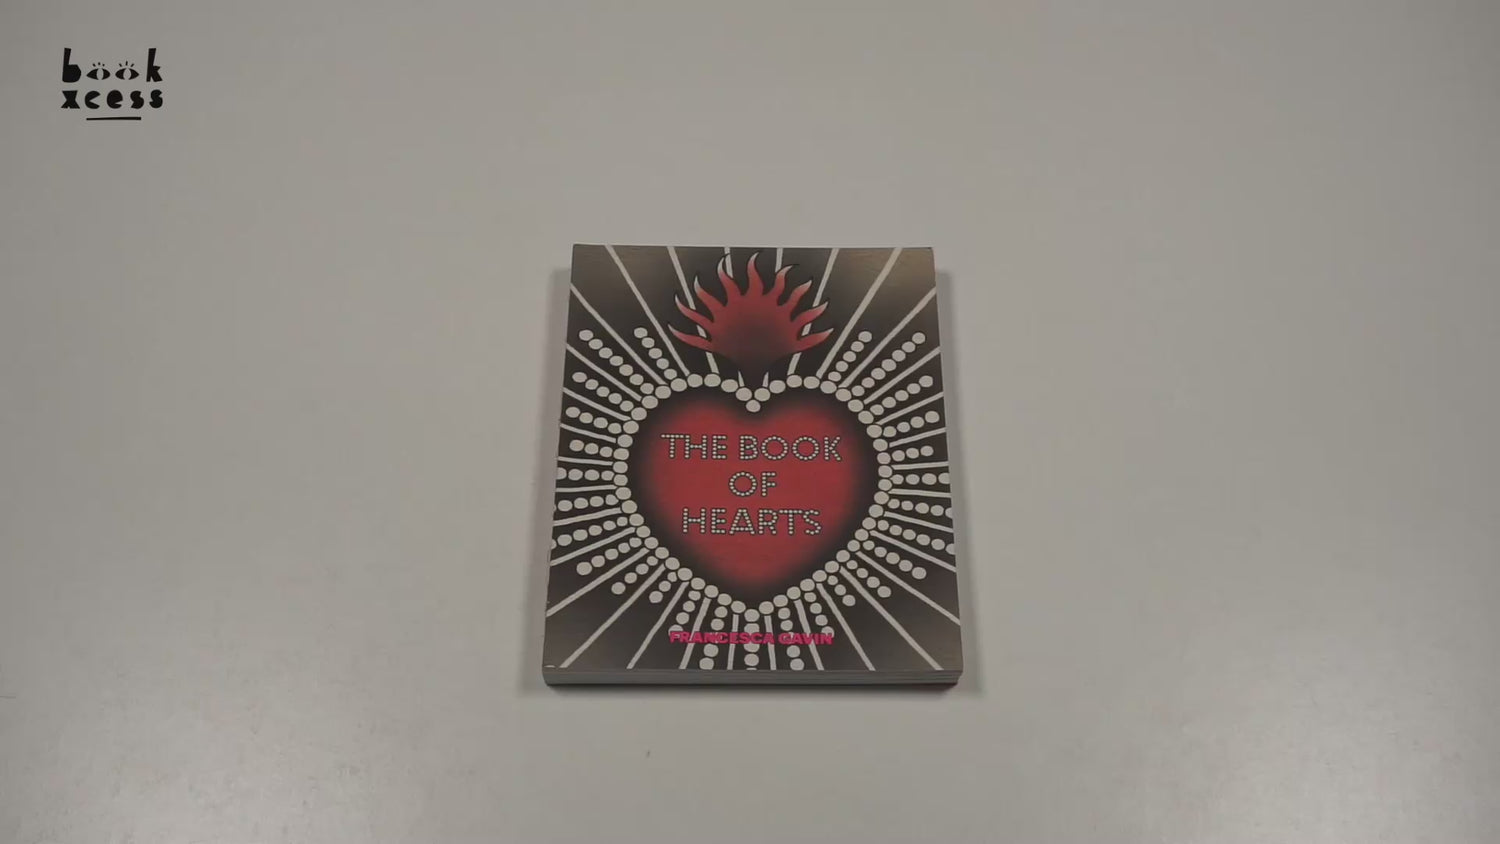 book
xcess
THE BOOK
OF
HEARTS
FRANCESCA GAVIN